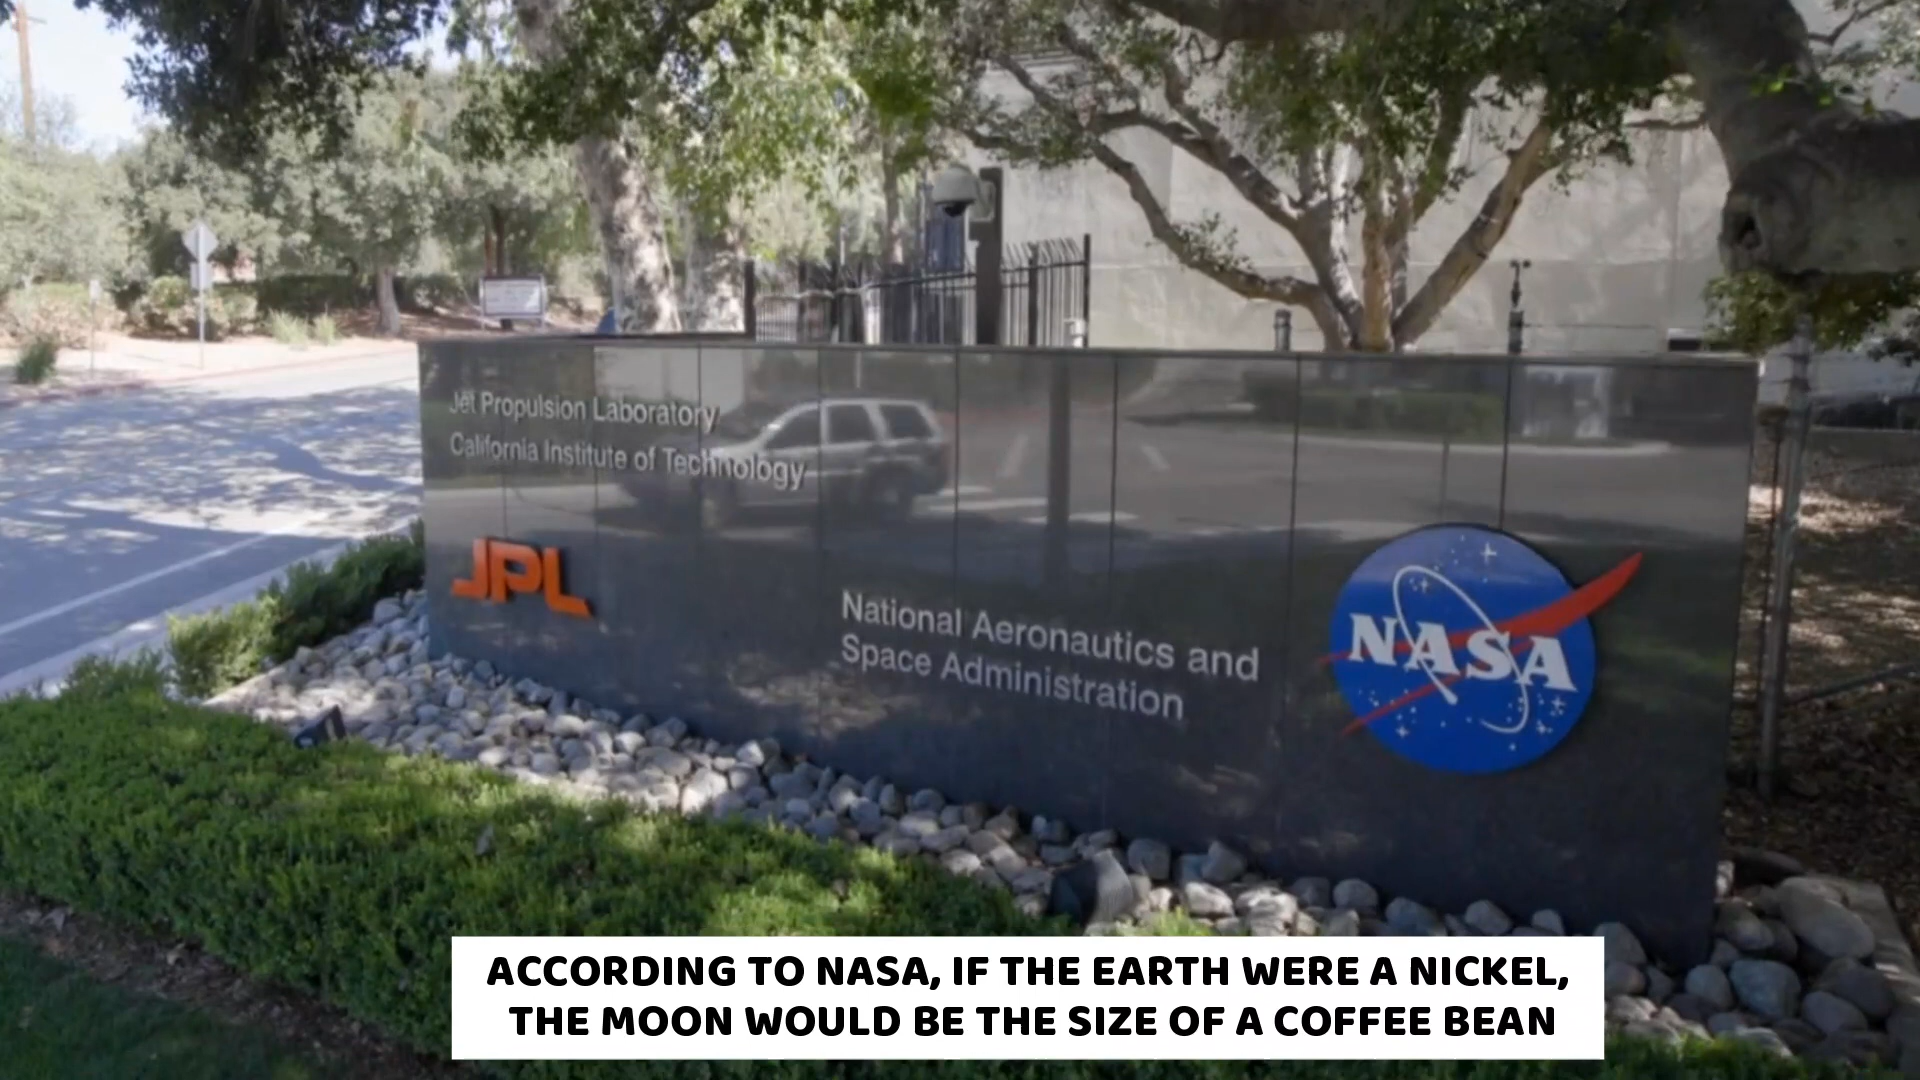 Jet Propulsion Laboratory
California Institute of Technology
JPL
National Aeronautics and
Space Administration
NASA
ACCORDING TO NASA, IF THE EARTH WERE A NICKEL,
THE MOON WOULD BE THE SIZE OF A COFFEE BEAN